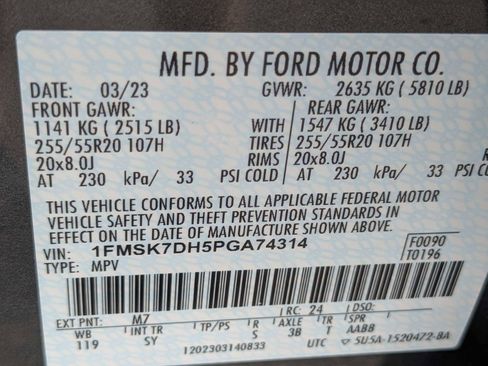 MFD. BY FORD MOTOR CO.
DATE: 03/23 GVWR: 2635 KG ( 5810 LB)
FRONT GAWR: REAR GAWR:
1141 KG ( 2515 LB) WITH 1547 KG ( 3410 LB)
255/55R20 107H TIRES 255/55R20 107H
20x8.0J RIMS 20x8.0J
AT 230 kPa/ 33 PSI COLD AT 230 kPa/ 33 PSI COLD
THIS VEHICLE CONFORMS TO ALL APPLICABLE FEDERAL MOTOR
VEHICLE SAFETY AND THEFT PREVENTION STANDARDS IN
EFFECT ON THE DATE OF MANUFACTURE SHOWN ABOVE.
VIN: 1FMSK7DH5PGA74314 F0090
TYPE: MPV T0196
EXT PNT: M7 RC: 24 DSO:
WB INT TR TP/PS R AXLE TR SPR
119 SY S 3B T AABB
1202303140833 UTC 5U5A-1520472-BA